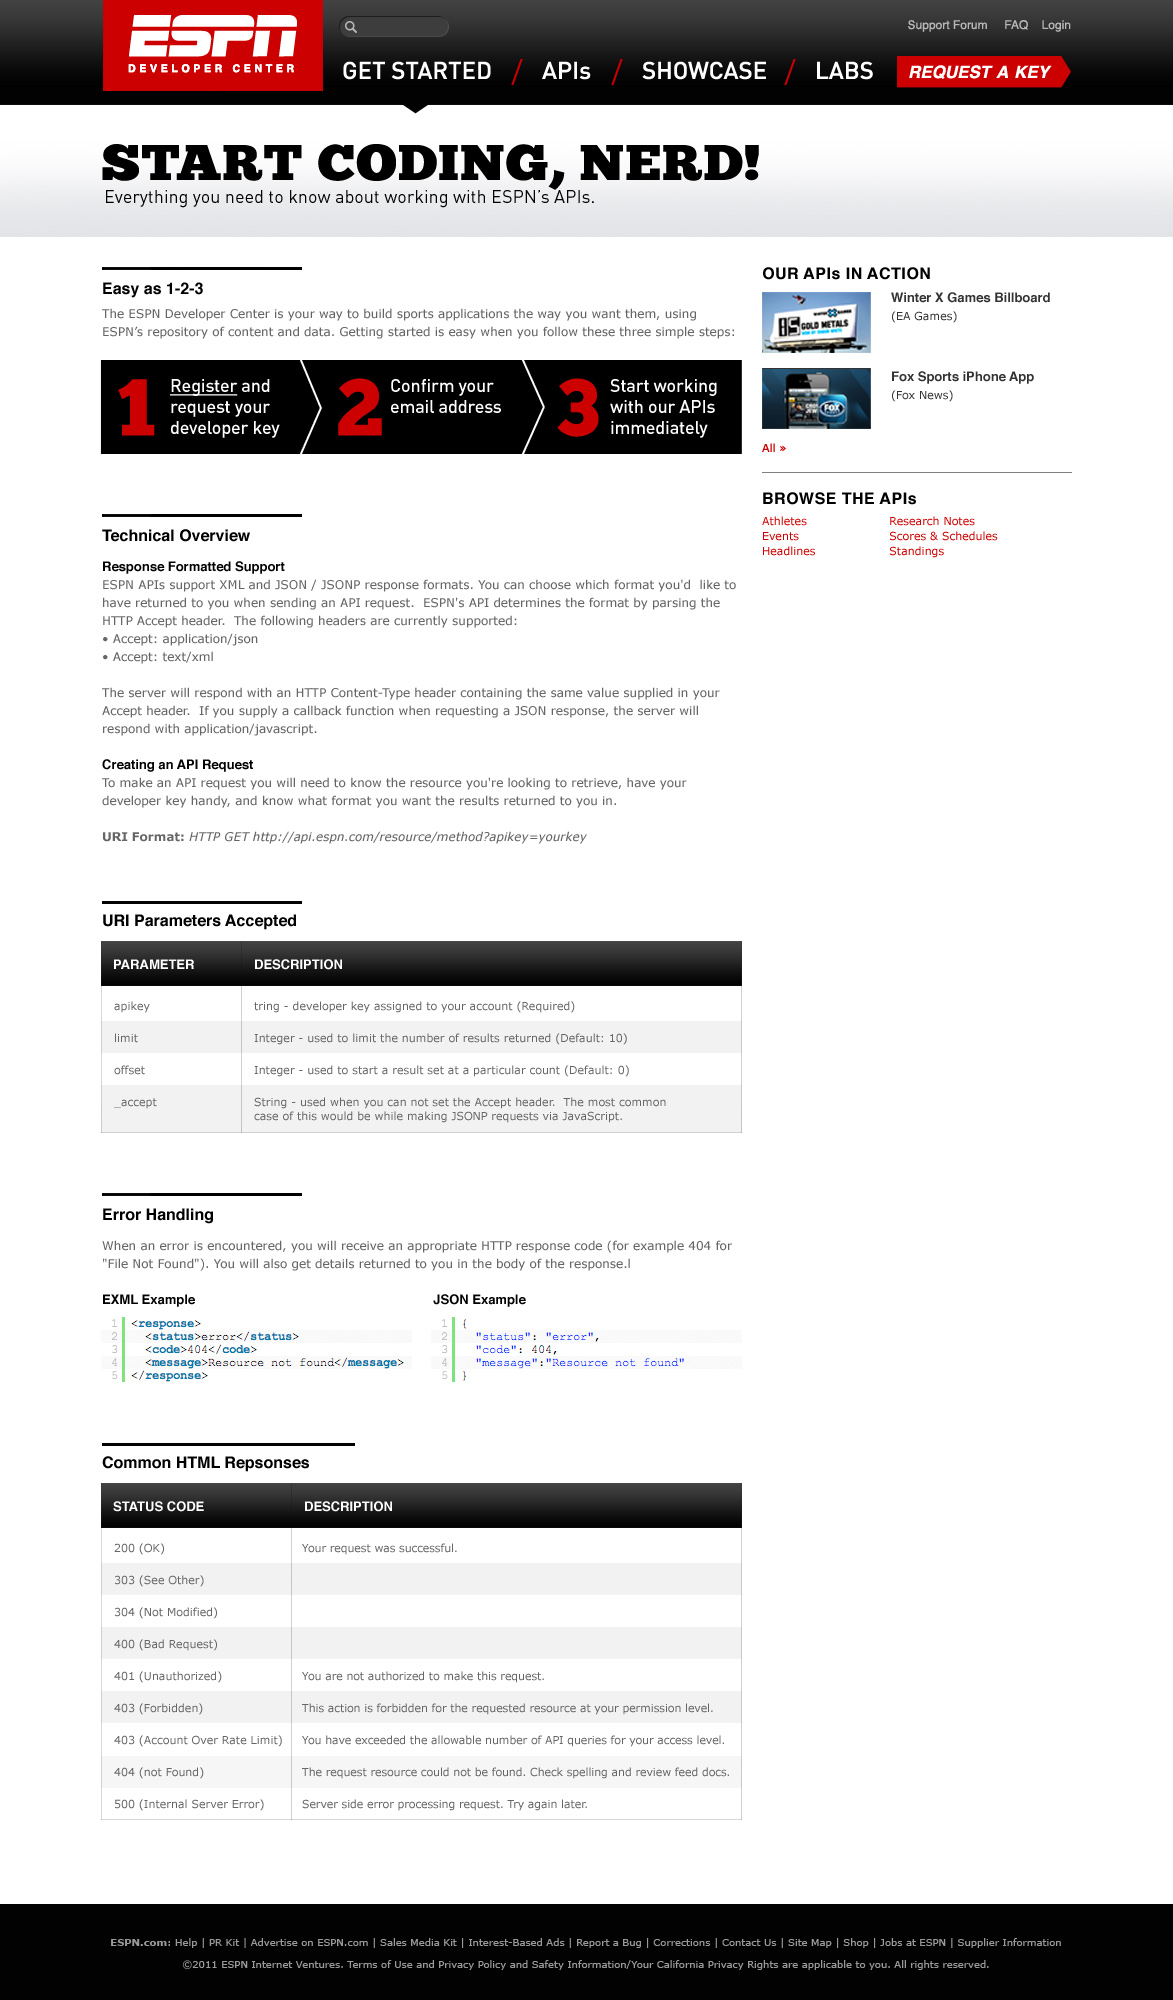 ESPN
DEVELOPER CENTER
Support Forum FAQ Login
GET STARTED / APIs / SHOWCASE / LABS
REQUEST A KEY
START CODING, NERD!
Everything you need to know about working with ESPN's APIs.
Easy as 1-2-3
The ESPN Developer Center is your way to build sports applications the way you want them, using
ESPN's repository of content and data. Getting started is easy when you follow these three simple steps:
1 Register and
request your
developer key
2 Confirm your
email address
3 Start working
with our APIs
immediately
OUR APIs IN ACTION
GOLD METALS
Winter X Games Billboard
(EA Games)
FOX
Fox Sports iPhone App
(Fox News)
All »
BROWSE THE APIs
Athletes Research Notes
Events Scores & Schedules
Headlines Standings
Technical Overview
Response Formatted Support
ESPN APIs support XML and JSON / JSONP response formats. You can choose which format you'd  like to
have returned to you when sending an API request.  ESPN's API determines the format by parsing the
HTTP Accept header.  The following headers are currently supported:
• Accept: application/json
• Accept: text/xml
The server will respond with an HTTP Content-Type header containing the same value supplied in your
Accept header.  If you supply a callback function when requesting a JSON response, the server will
respond with application/javascript.
Creating an API Request
To make an API request you will need to know the resource you're looking to retrieve, have your
developer key handy, and know what format you want the results returned to you in.
URI Format: HTTP GET http://api.espn.com/resource/method?apikey=yourkey
URI Parameters Accepted
PARAMETER DESCRIPTION
apikey tring - developer key assigned to your account (Required)
limit Integer - used to limit the number of results returned (Default: 10)
offset Integer - used to start a result set at a particular count (Default: 0)
_accept String - used when you can not set the Accept header.  The most common
case of this would be while making JSONP requests via JavaScript.
Error Handling
When an error is encountered, you will receive an appropriate HTTP response code (for example 404 for
"File Not Found"). You will also get details returned to you in the body of the response.l
EXML Example
1 <response>
2 <status>error</status>
3 <code>404</code>
4 <message>Resource not found</message>
5 </response>
JSON Example
1 {
2 "status": "error",
3 "code": 404,
4 "message":"Resource not found"
5 }
Common HTML Repsonses
STATUS CODE DESCRIPTION
200 (OK) Your request was successful.
303 (See Other)
304 (Not Modified)
400 (Bad Request)
401 (Unauthorized) You are not authorized to make this request.
403 (Forbidden) This action is forbidden for the requested resource at your permission level.
403 (Account Over Rate Limit) You have exceeded the allowable number of API queries for your access level.
404 (not Found) The request resource could not be found. Check spelling and review feed docs.
500 (Internal Server Error) Server side error processing request. Try again later.
ESPN.com: Help | PR Kit | Advertise on ESPN.com | Sales Media Kit | Interest-Based Ads | Report a Bug | Corrections | Contact Us | Site Map | Shop | Jobs at ESPN | Supplier Information
©2011 ESPN Internet Ventures. Terms of Use and Privacy Policy and Safety Information/Your California Privacy Rights are applicable to you. All rights reserved.